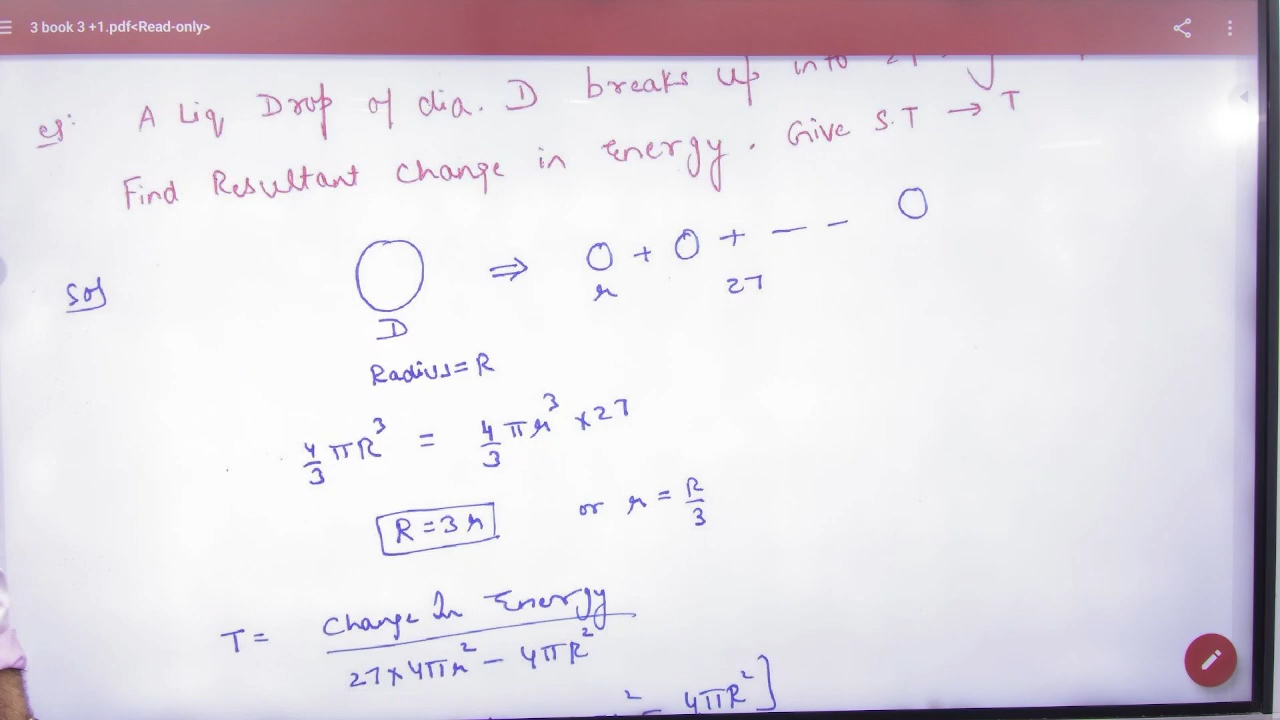 3 book 3 +1.pdf<Read-only>
eg: A Liq Drop of dia. D breaks up into 27
Find Resultant change in Energy. Give S.T → T
Sol
O ⇒ O + O + - - O
r 27
D
Radius = R
4/3 πR³ = 4/3 πr³ × 27
R = 3r or r = R/3
T = Change In Energy / 27×4πr² - 4πR²
² - 4πR²]